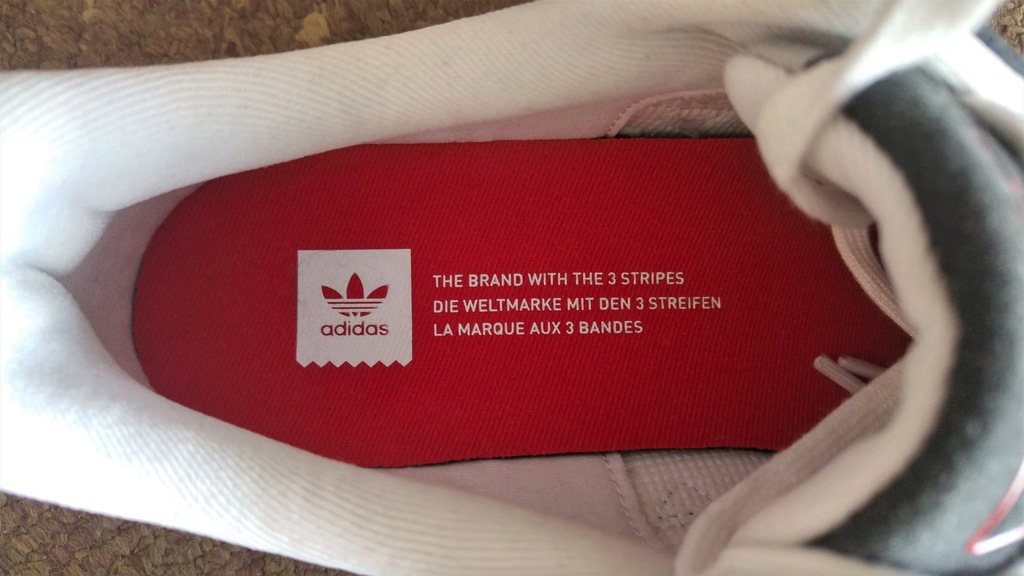 adidas
THE BRAND WITH THE 3 STRIPES
DIE WELTMARKE MIT DEN 3 STREIFEN
LA MARQUE AUX 3 BANDES